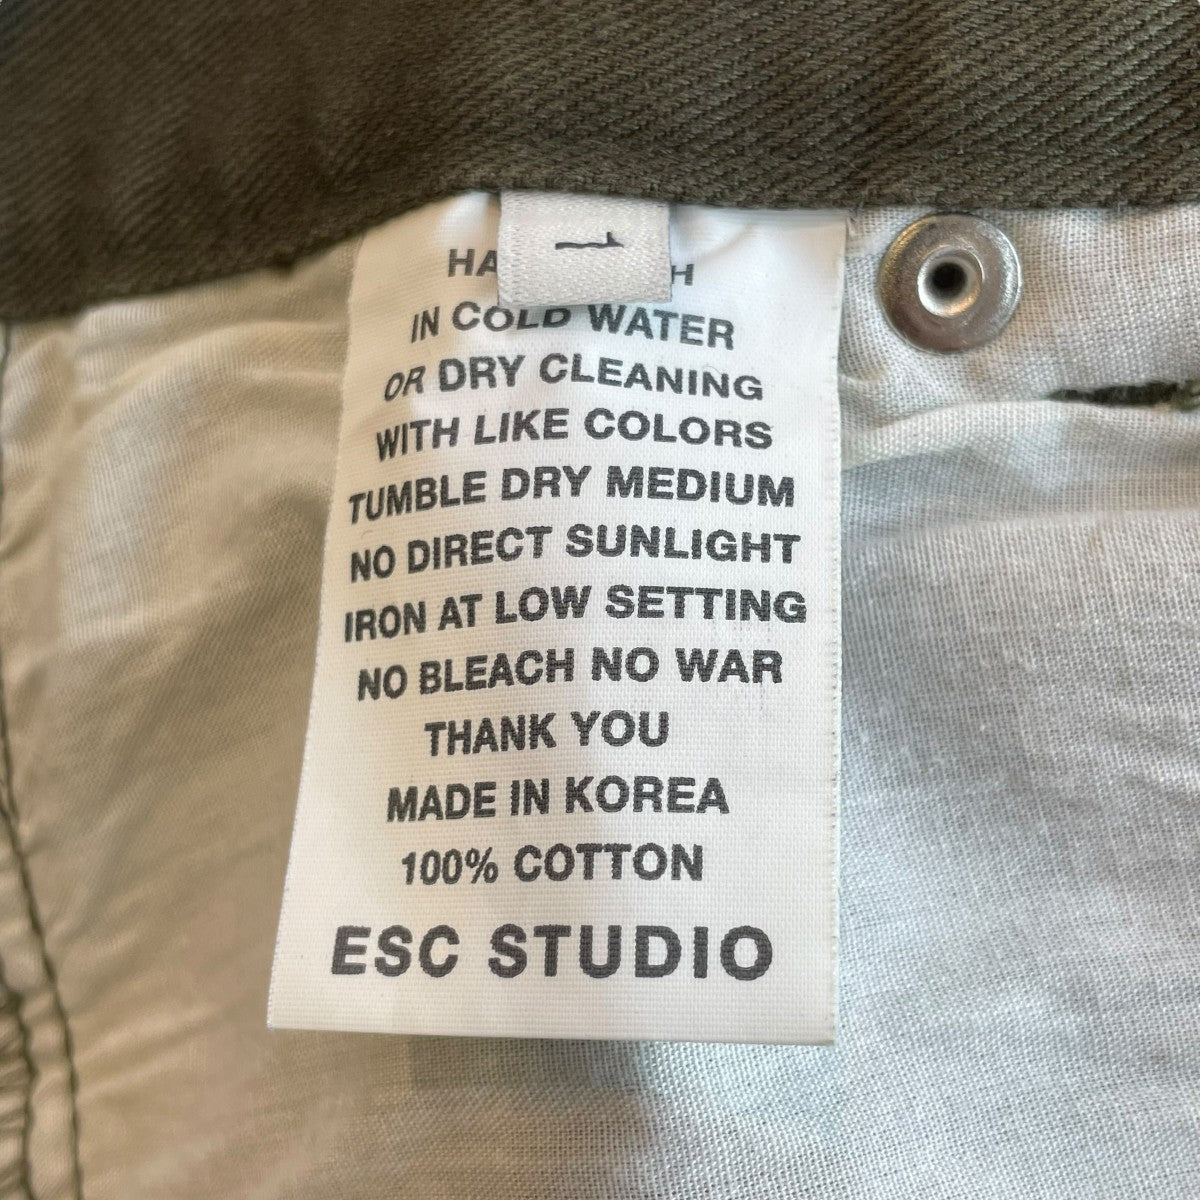 1
HA H
IN COLD WATER
OR DRY CLEANING
WITH LIKE COLORS
TUMBLE DRY MEDIUM
NO DIRECT SUNLIGHT
IRON AT LOW SETTING
NO BLEACH NO WAR
THANK YOU
MADE IN KOREA
100% COTTON
ESC STUDIO